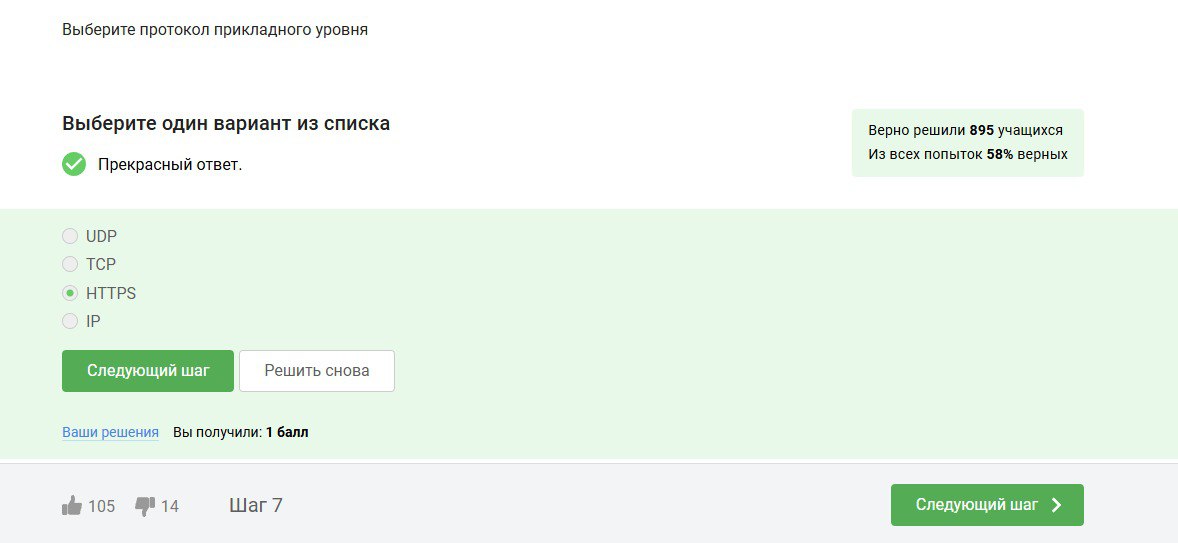 Выберите протокол прикладного уровня
Выберите один вариант из списка
Прекрасный ответ.
Верно решили 895 учащихся
Из всех попыток 58% верных
UDP
TCP
HTTPS
IP
Следующий шаг
Решить снова
Ваши решения Вы получили: 1 балл
105 14 Шаг 7 Следующий шаг